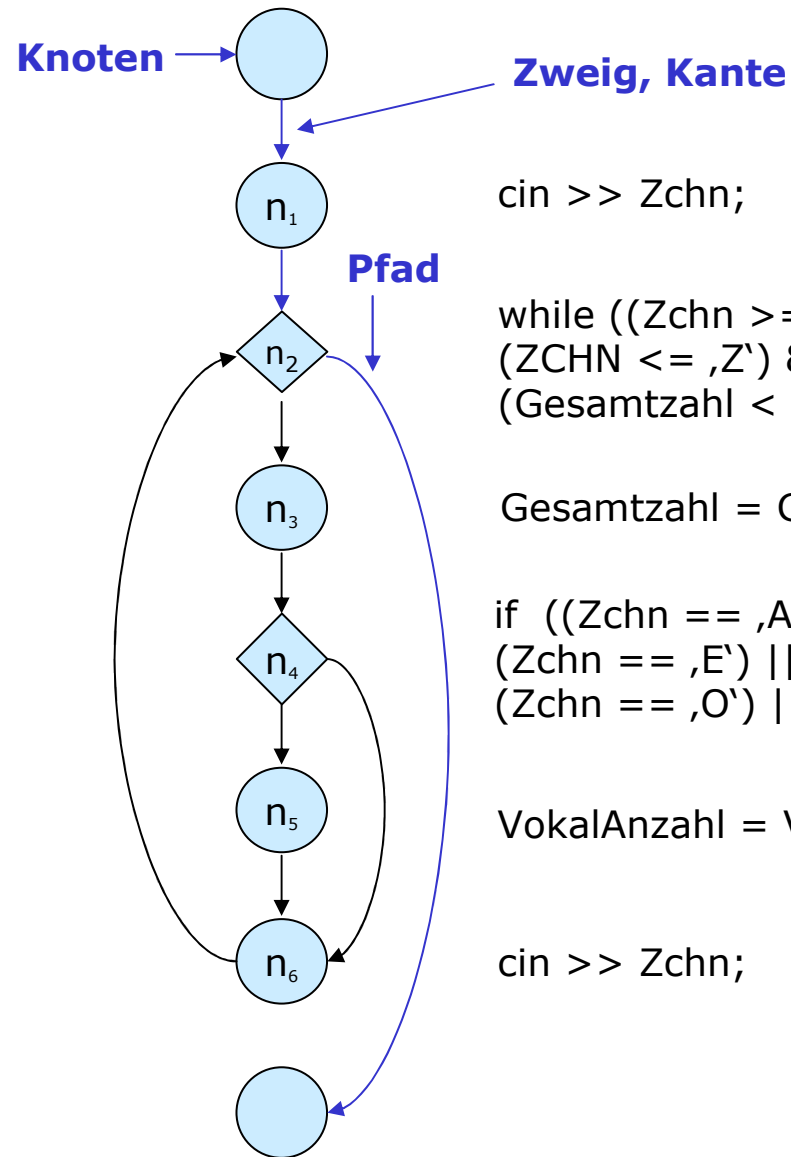 Knoten
Zweig, Kante
n₁
cin >> Zchn;
Pfad
n₂
while ((Zchn >=
(ZCHN <= ‚Z‘) &
(Gesamtzahl <
n₃
Gesamtzahl =
n₄
if ((Zchn == ‚A
(Zchn == ‚E‘) ||
(Zchn == ‚O‘) |
n₅
VokalAnzahl =
n₆
cin >> Zchn;